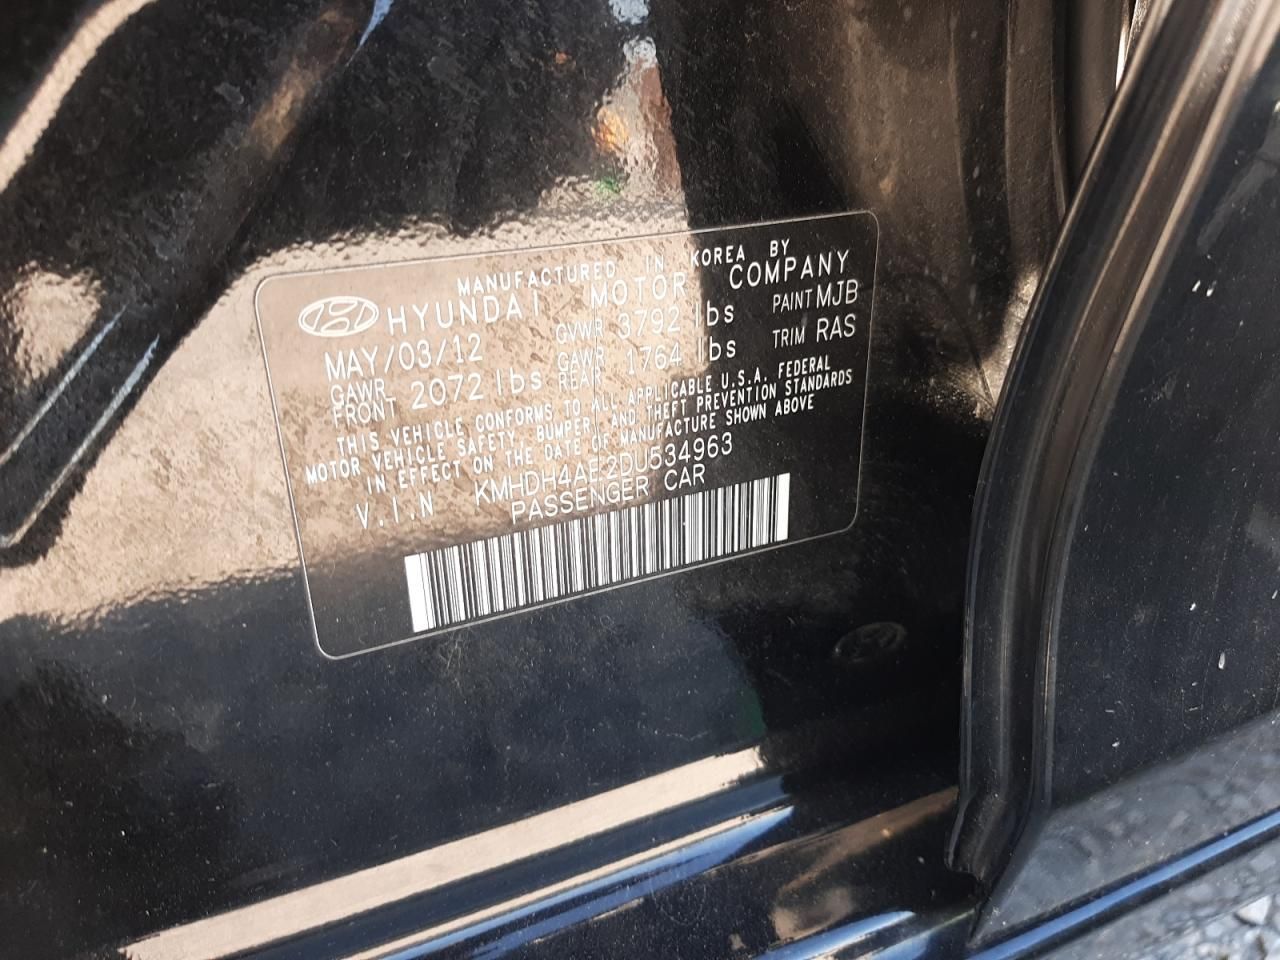 MANUFACTURED IN KOREA BY
HYUNDAI MOTOR COMPANY
MAY/03/12 GVWR 3792 lbs PAINT MJB
GAWR FRONT 2072 lbs GAWR REAR 1764 lbs TRIM RAS
THIS VEHICLE CONFORMS TO ALL APPLICABLE U.S.A. FEDERAL
MOTOR VEHICLE SAFETY, BUMPER, AND THEFT PREVENTION STANDARDS
IN EFFECT ON THE DATE OF MANUFACTURE SHOWN ABOVE
V.I.N KMHDH4AE2DU534963
PASSENGER CAR